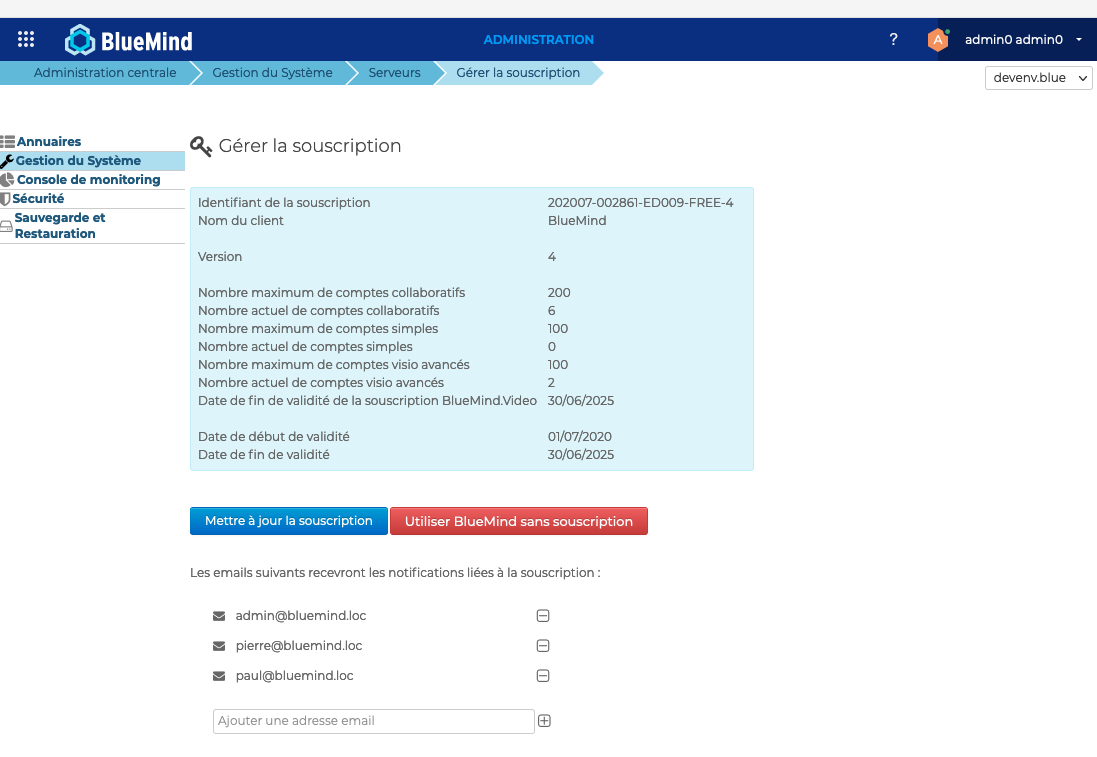 BlueMind
ADMINISTRATION
?
A
admin0 admin0
Administration centrale
Gestion du Système
Serveurs
Gérer la souscription
devenv.blue
Annuaires
Gestion du Système
Console de monitoring
Sécurité
Sauvegarde et
Restauration
Gérer la souscription
Identifiant de la souscription 202007-002861-ED009-FREE-4
Nom du client BlueMind
Version 4
Nombre maximum de comptes collaboratifs 200
Nombre actuel de comptes collaboratifs 6
Nombre maximum de comptes simples 100
Nombre actuel de comptes simples 0
Nombre maximum de comptes visio avancés 100
Nombre actuel de comptes visio avancés 2
Date de fin de validité de la souscription BlueMind.Video 30/06/2025
Date de début de validité 01/07/2020
Date de fin de validité 30/06/2025
Mettre à jour la souscription
Utiliser BlueMind sans souscription
Les emails suivants recevront les notifications liées à la souscription :
admin@bluemind.loc
pierre@bluemind.loc
paul@bluemind.loc
Ajouter une adresse email